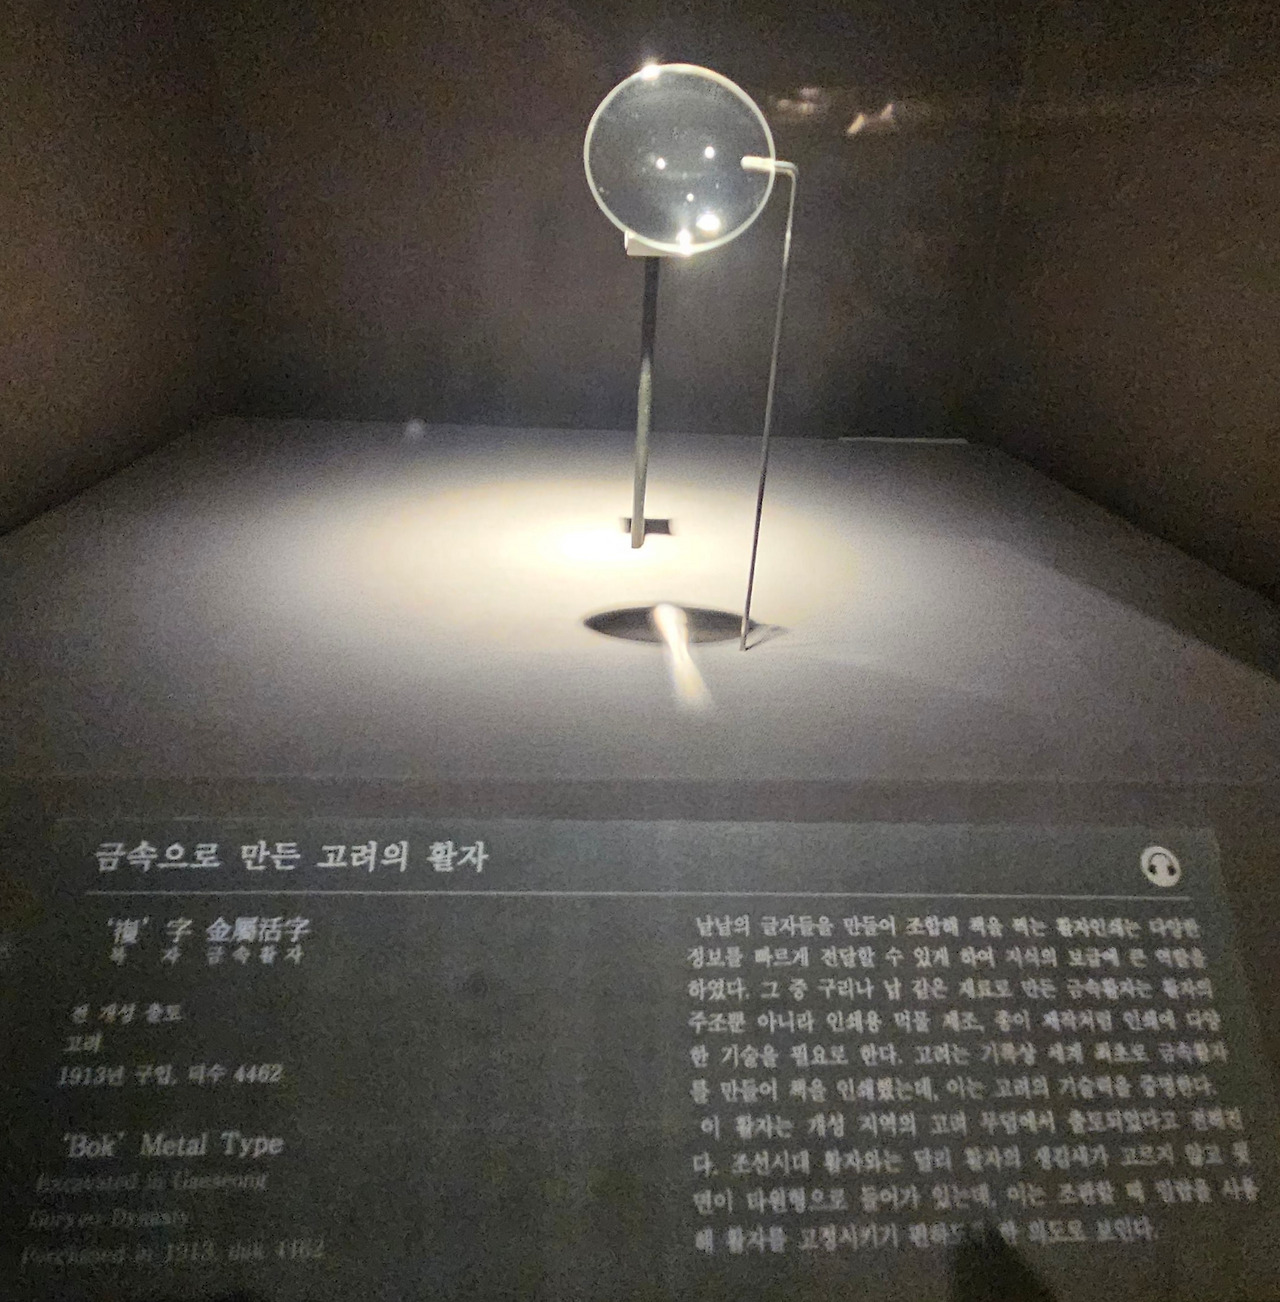 금속으로 만든 고려의 활자
‘復’ 字 金屬活字
복 자 금속활자
전 개성 출토
고려
1913년 구입, 덕수 4462
‘Bok’ Metal Type
Excavated in Gaeseong
Goryeo Dynasty
Purchased in 1913, duk 4462
낱낱의 글자들을 만들어 조합해 책을 찍는 활자인쇄는 다양한
정보를 빠르게 전달할 수 있게 하여 지식의 보급에 큰 역할을
하였다. 그 중 구리나 납 같은 재료로 만든 금속활자는 활자의
주조뿐 아니라 인쇄용 먹물 제조, 종이 제작처럼 인쇄에 다양
한 기술을 필요로 한다. 고려는 기록상 세계 최초로 금속활자
를 만들어 책을 인쇄했는데, 이는 고려의 기술력을 증명한다.
이 활자는 개성 지역의 고려 무덤에서 출토되었다고 전해진
다. 조선시대 활자와는 달리 활자의 생김새가 고르지 않고 뒷
면이 타원형으로 들어가 있는데, 이는 조판할 때 밀랍을 사용
해 활자를 고정시키기 편하도록 한 의도로 보인다.